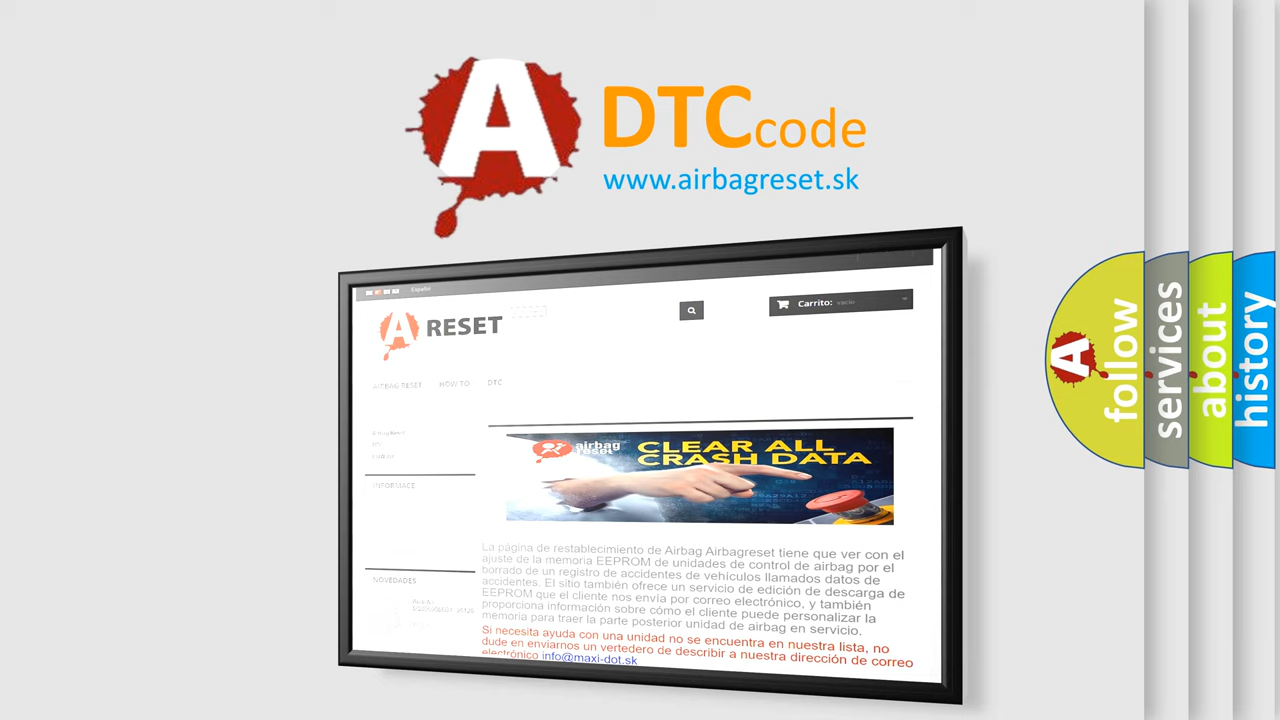 A
DTCcode
www.airbagreset.sk
Español
A RESET
Carrito: vacío
AIRBAG RESET HOW TO DTC
airbag
reset
CLEAR ALL
CRASH DATA
Airbag Reset
DTC
INFORMACE
NOVEDADES
La página de restablecimiento de Airbag Airbagreset tiene que ver con el
ajuste de la memoria EEPROM de unidades de control de airbag por el
borrado de un registro de accidentes de vehículos llamados datos de
accidentes. El sitio también ofrece un servicio de edición de descarga de
EEPROM que el cliente nos envía por correo electrónico, y también
proporciona información sobre cómo el cliente puede personalizar la
memoria para traer la parte posterior unidad de airbag en servicio.
Si necesita ayuda con una unidad no se encuentra en nuestra lista, no
dude en enviarnos un vertedero de describir a nuestra dirección de correo
electrónico info@maxi-dot.sk
A
follow
services
about
history